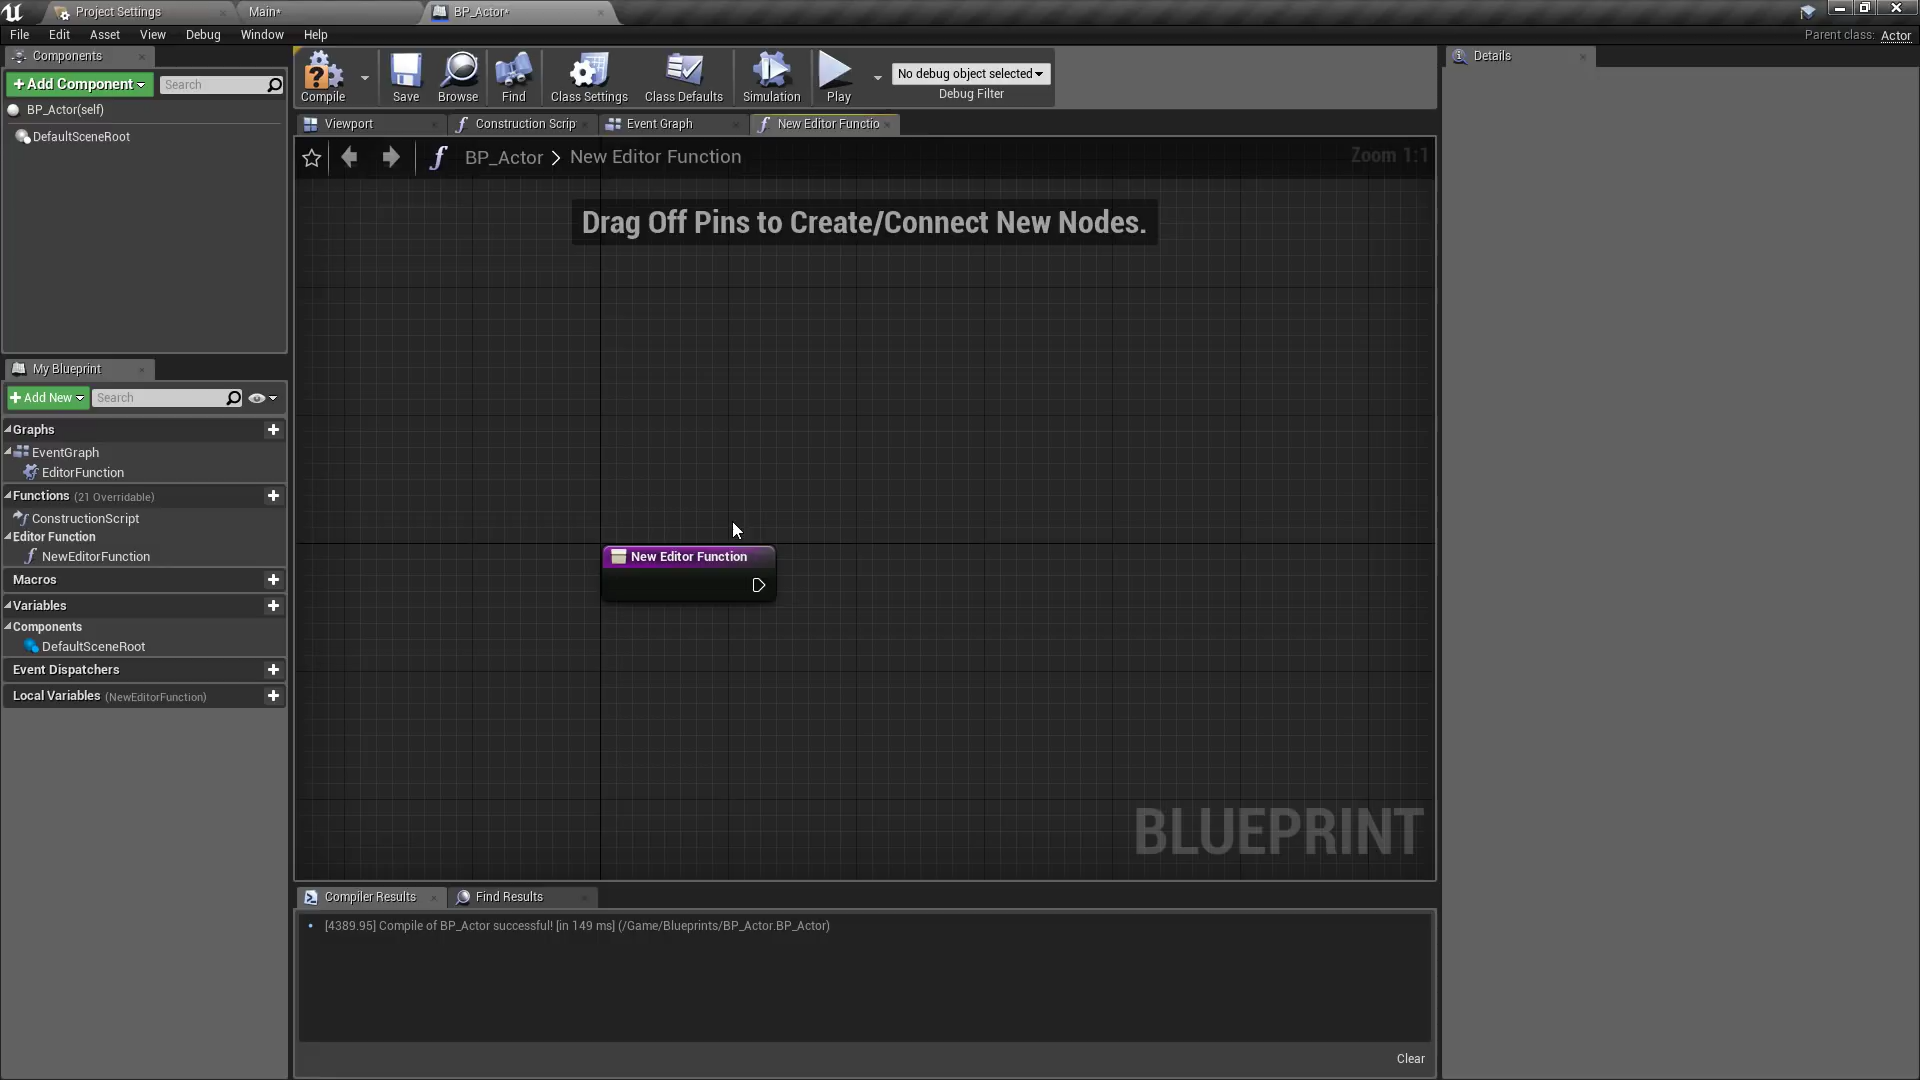 Project Settings
Main*
BP_Actor*
File
Edit
Asset
View
Debug
Window
Help
Parent class: Actor
Components
Add Component
Search
BP_Actor(self)
DefaultSceneRoot
Compile
Save
Browse
Find
Class Settings
Class Defaults
Simulation
Play
No debug object selected
Debug Filter
Details
Viewport
Construction Scrip
Event Graph
New Editor Functio
BP_Actor
New Editor Function
Zoom 1:1
Drag Off Pins to Create/Connect New Nodes.
My Blueprint
Add New
Search
Graphs
EventGraph
EditorFunction
Functions (21 Overridable)
ConstructionScript
Editor Function
NewEditorFunction
Macros
Variables
Components
DefaultSceneRoot
Event Dispatchers
Local Variables (NewEditorFunction)
New Editor Function
BLUEPRINT
Compiler Results
Find Results
[4389.95] Compile of BP_Actor successful! [in 149 ms] (/Game/Blueprints/BP_Actor.BP_Actor)
Clear